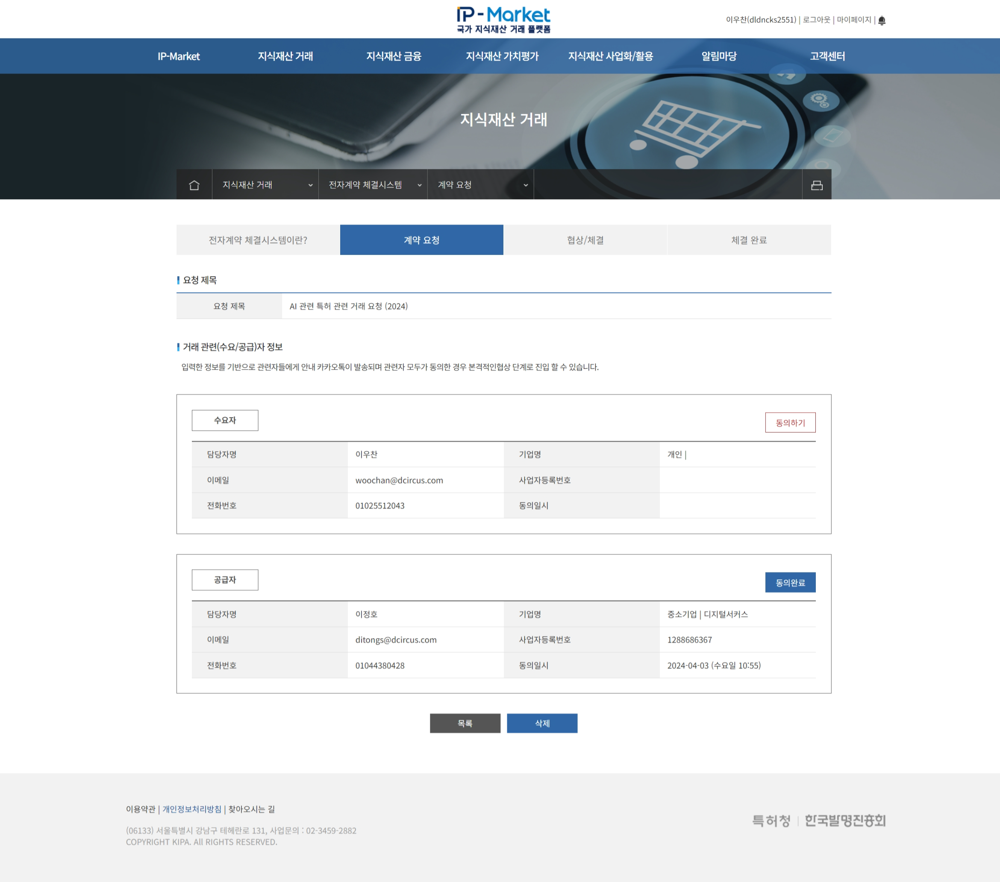 IP-Market
국가 지식재산 거래 플랫폼
이우찬(dldncks2551) | 로그아웃 | 마이페이지 |
IP-Market 지식재산 거래 지식재산 금융 지식재산 가치평가 지식재산 사업화/활용 알림마당 고객센터
지식재산 거래
지식재산 거래 전자계약 체결시스템 계약 요청
전자계약 체결시스템이란? 계약 요청 협상/체결 체결 완료
요청 제목
요청 제목 AI 관련 특허 관련 거래 요청 (2024)
거래 관련(수요/공급)자 정보
입력한 정보를 기반으로 관련자들에게 안내 카카오톡이 발송되며 관련자 모두가 동의한 경우 본격적인협상 단계로 진입 할 수 있습니다.
수요자 동의하기
담당자명 이우찬 기업명 개인 |
이메일 woochan@dcircus.com 사업자등록번호
전화번호 01025512043 동의일시
공급자 동의완료
담당자명 이정호 기업명 중소기업 | 디지털서커스
이메일 ditongs@dcircus.com 사업자등록번호 1288686367
전화번호 01044380428 동의일시 2024-04-03 (수요일 10:55)
목록 삭제
이용약관 | 개인정보처리방침 | 찾아오시는 길
(06133) 서울특별시 강남구 테헤란로 131, 사업문의 : 02-3459-2882
COPYRIGHT KIPA. All RIGHTS RESERVED.
특허청 | 한국발명진흥회